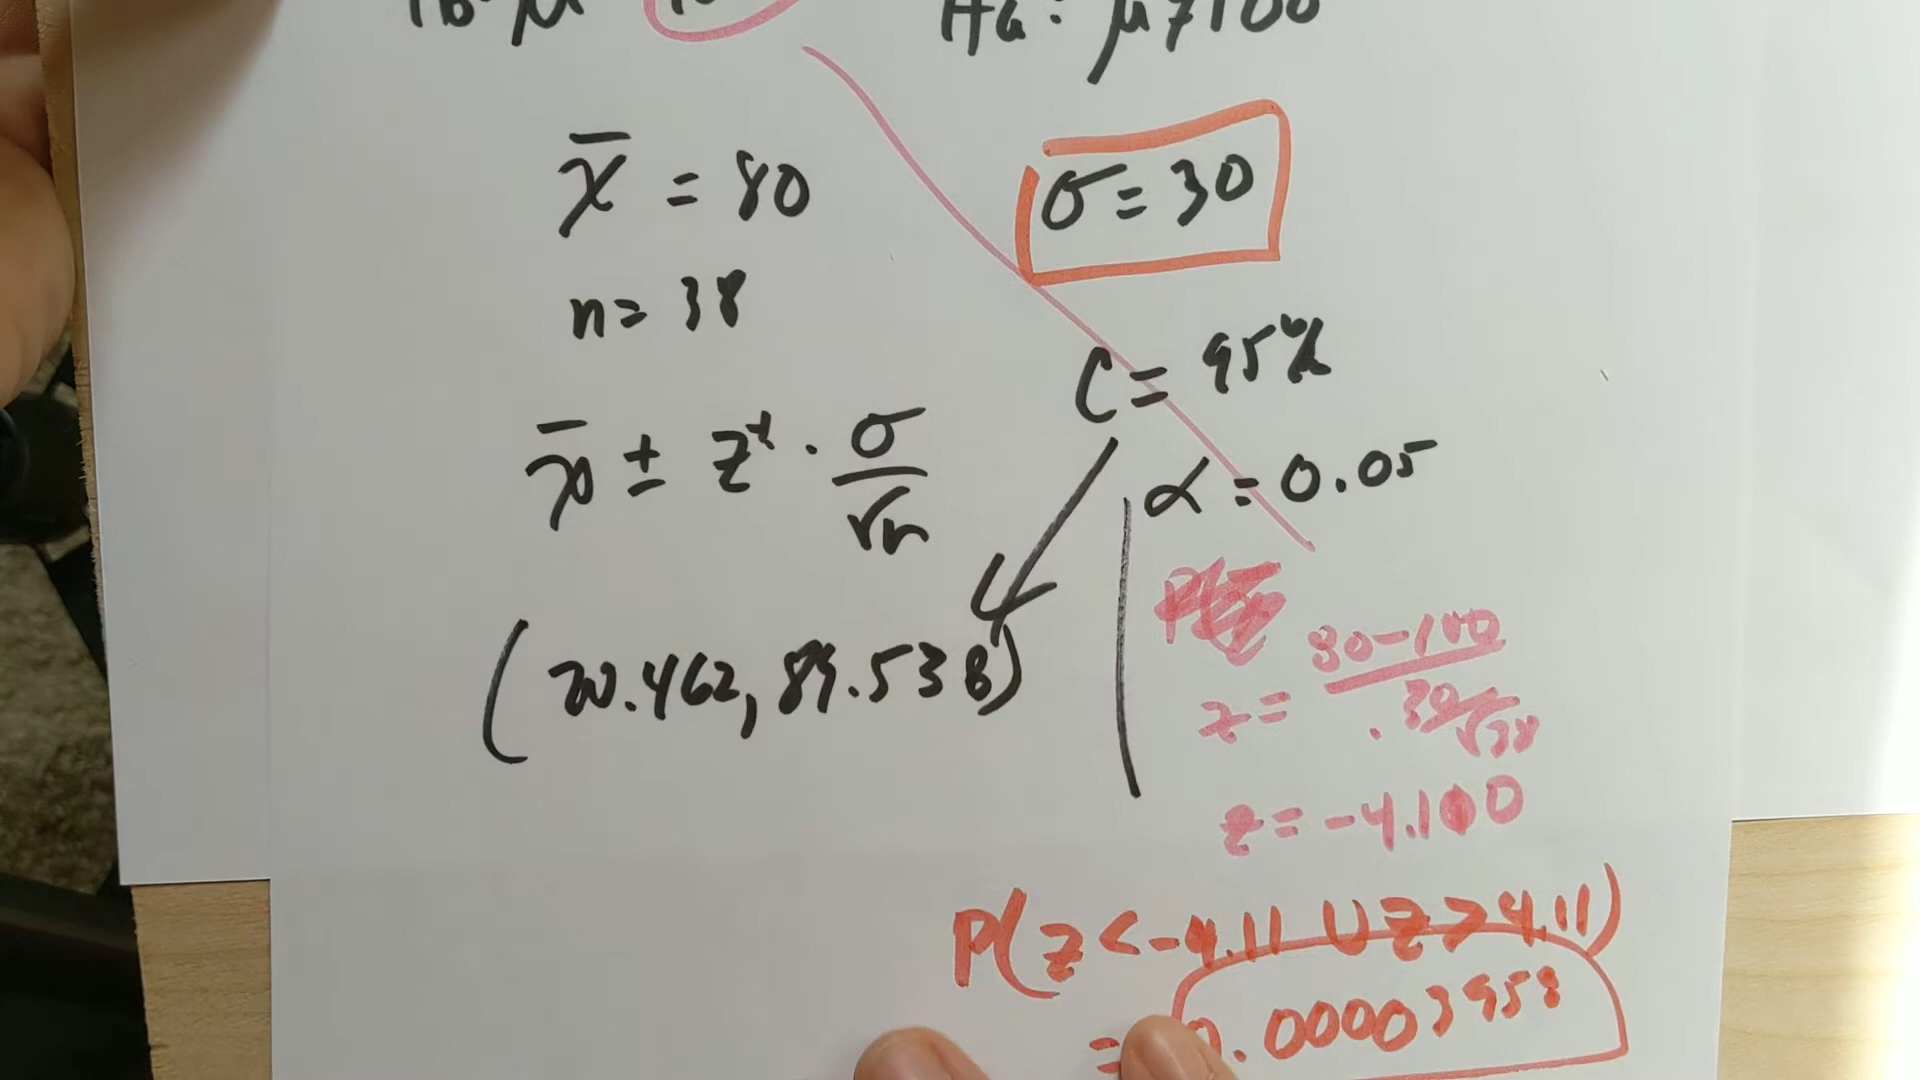 Ha: μ≠100
x̄ = 80
σ = 30
n = 38
C = 95%
x̄ ± z* · σ/√n
α = 0.05
(70.462, 89.538)
z = 80-100 / 30/√38
z = -4.110
P(z < -4.11 ∪ z > 4.11)
= 0.00003958